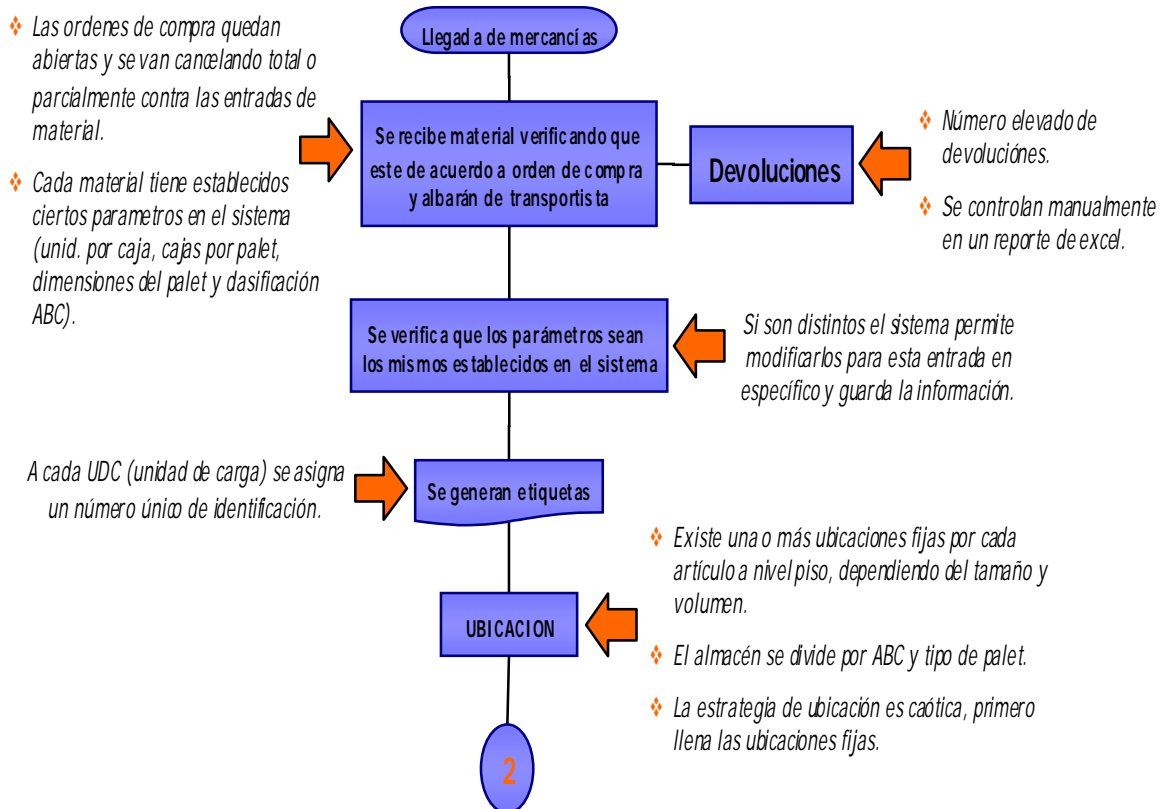 Llegada de mercancías
❖ Las ordenes de compra quedan
abiertas y se van cancelando total o
parcialmente contra las entradas de
material.
❖ Cada material tiene establecidos
ciertos parametros en el sistema
(unid. por caja, cajas por palet,
dimensiones del palet y clasificación
ABC).
Se recibe material verificando que
este de acuerdo a orden de compra
y albarán de transportista
Devoluciones
❖ Número elevado de
devoluciónes.
❖ Se controlan manualmente
en un reporte de excel.
Se verifica que los parámetros sean
los mismos establecidos en el sistema
Si son distintos el sistema permite
modificarlos para esta entrada en
específico y guarda la información.
A cada UDC (unidad de carga) se asigna
un número único de identificación.
Se generan etiquetas
UBICACION
❖ Existe una o más ubicaciones fijas por cada
artículo a nivel piso, dependiendo del tamaño y
volumen.
❖ El almacén se divide por ABC y tipo de palet.
❖ La estrategia de ubicación es caótica, primero
llena las ubicaciones fijas.
2